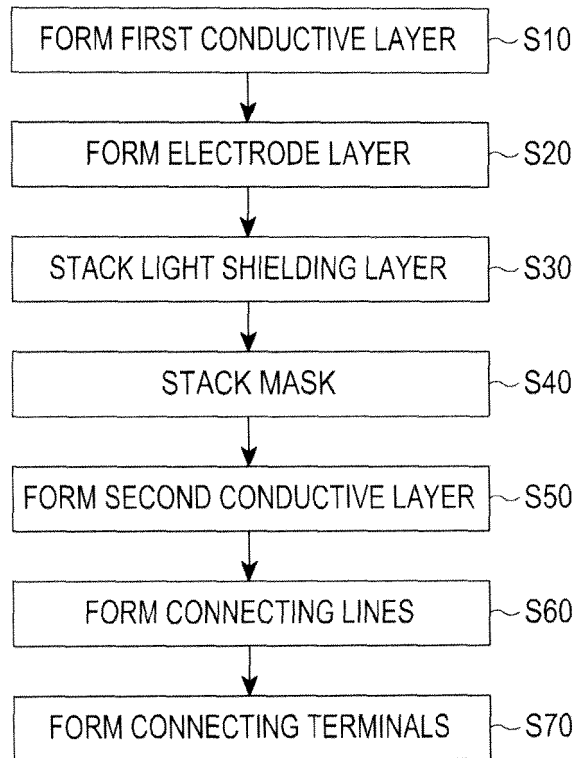 FORM FIRST CONDUCTIVE LAYER S10
FORM ELECTRODE LAYER S20
STACK LIGHT SHIELDING LAYER S30
STACK MASK S40
FORM SECOND CONDUCTIVE LAYER S50
FORM CONNECTING LINES S60
FORM CONNECTING TERMINALS S70